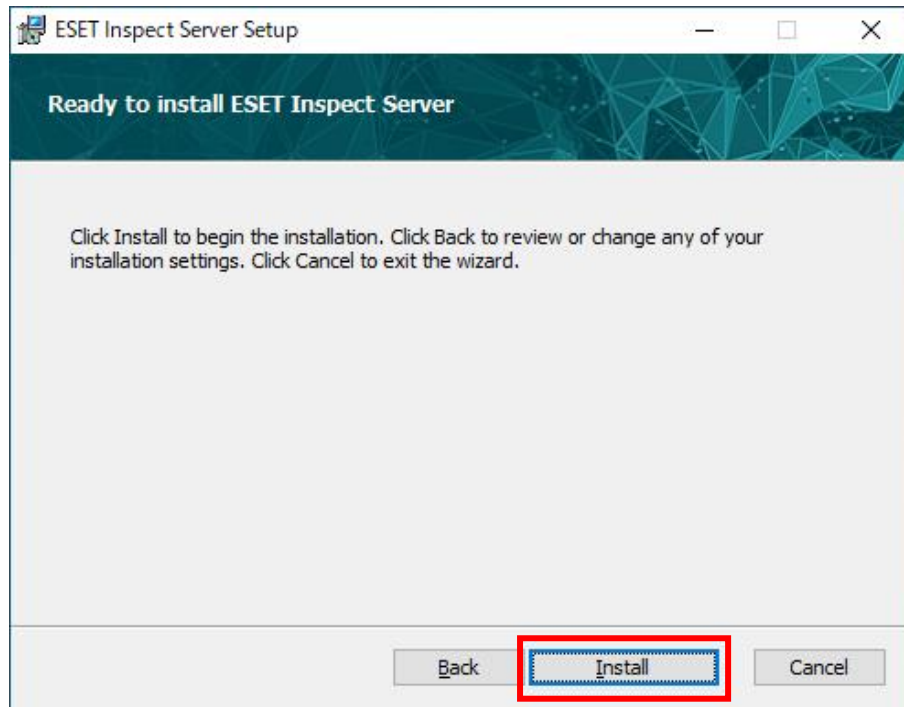 ESET Inspect Server Setup
Ready to install ESET Inspect Server
Click Install to begin the installation. Click Back to review or change any of your
installation settings. Click Cancel to exit the wizard.
Back Install Cancel